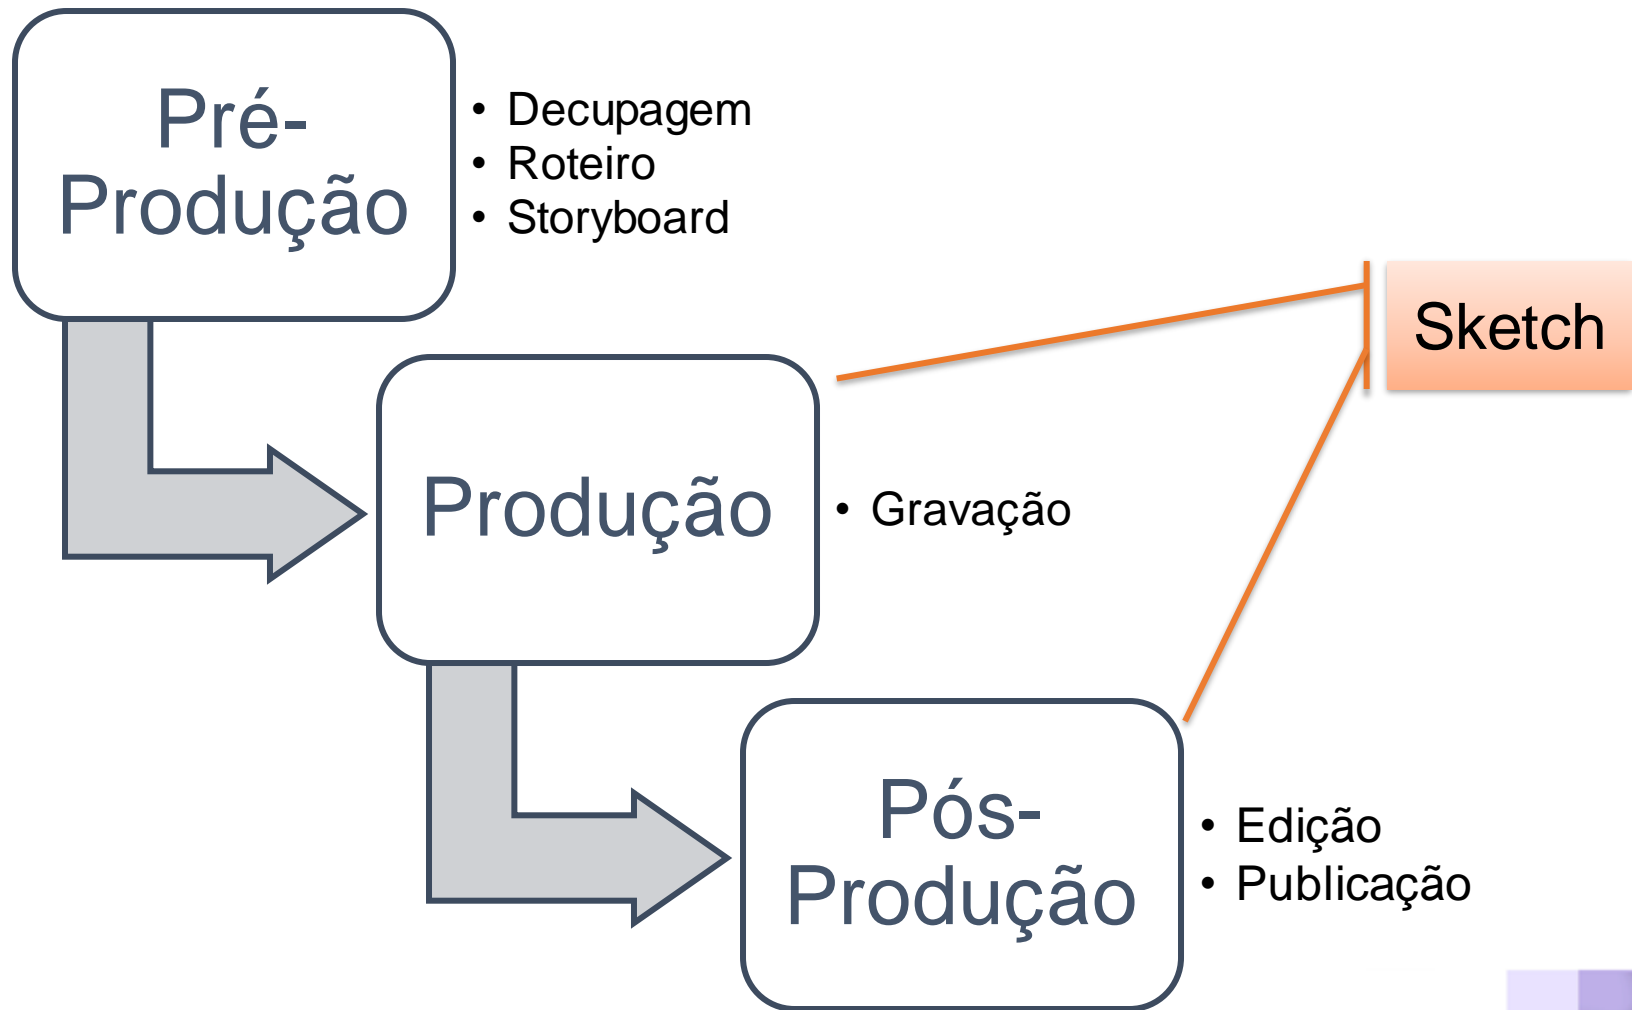 Pré-
Produção
• Decupagem
• Roteiro
• Storyboard
Sketch
Produção
• Gravação
Pós-
Produção
• Edição
• Publicação